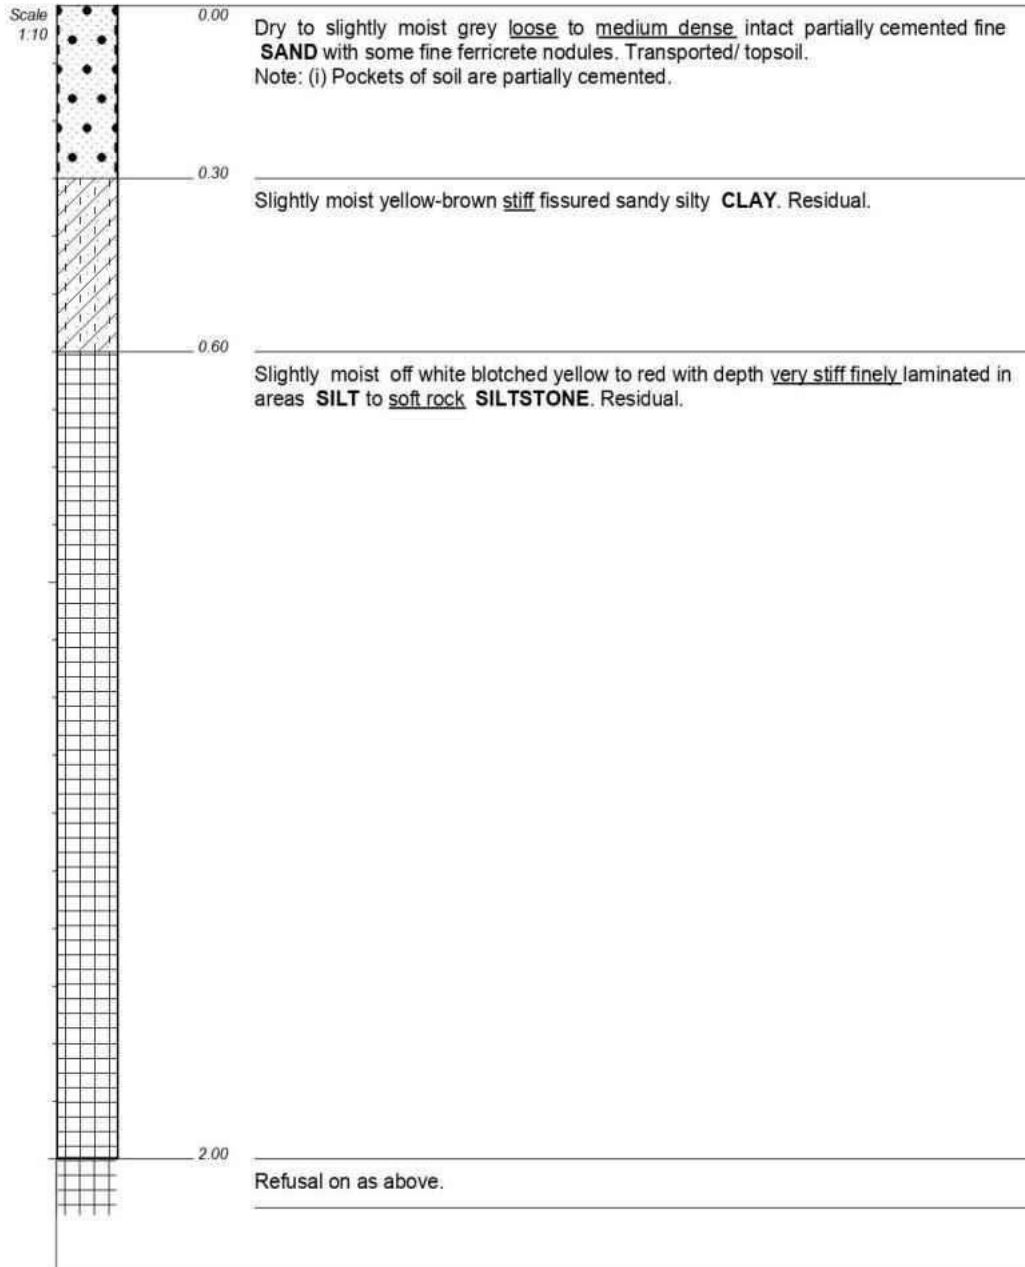 Scale
1:10
0.00
Dry to slightly moist grey loose to medium dense intact partially cemented fine
SAND with some fine ferricrete nodules. Transported/ topsoil.
Note: (i) Pockets of soil are partially cemented.
0.30
Slightly moist yellow-brown stiff fissured sandy silty CLAY. Residual.
0.60
Slightly moist off white blotched yellow to red with depth very stiff finely laminated in
areas SILT to soft rock SILTSTONE. Residual.
2.00
Refusal on as above.